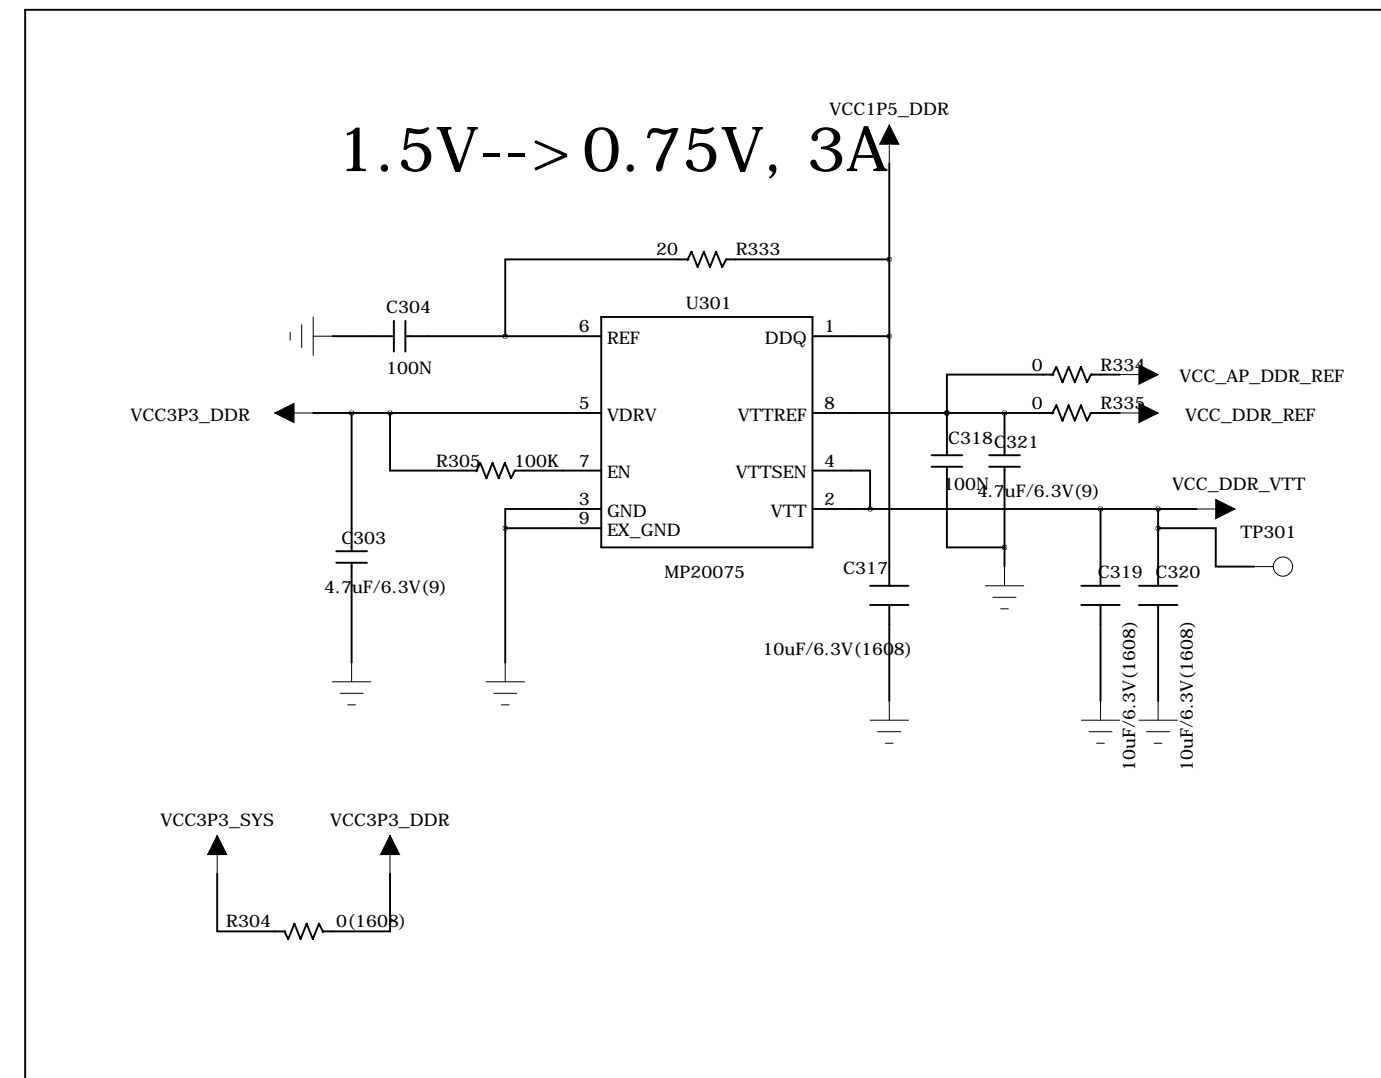 VCC1P5_DDR
1.5V-->0.75V, 3A
20 R333
C304
U301
6 REF DDQ 1
100N
0 R334 VCC_AP_DDR_REF
VCC3P3_DDR 5 VDRV VTTREF 8 0 R335 VCC_DDR_REF
C318 C321
R305 100K 7 EN VTTSEN 4
100N 4.7uF/6.3V(9) VCC_DDR_VTT
3 GND VTT 2
9 EX_GND
TP301
C303
MP20075 C317 C319 C320
4.7uF/6.3V(9)
10uF/6.3V(1608)
10uF/6.3V(1608)
10uF/6.3V(1608)
VCC3P3_SYS VCC3P3_DDR
R304 0(1608)